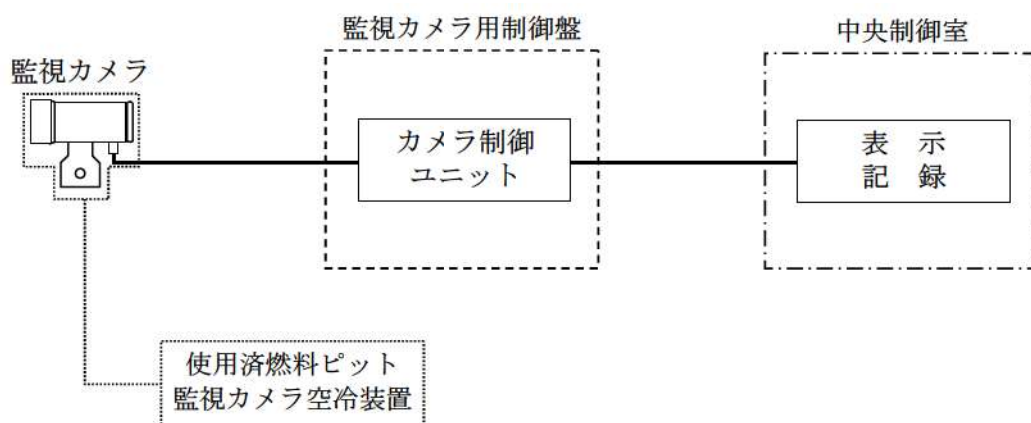 監視カメラ用制御盤
中央制御室
監視カメラ
カメラ制御
ユニット
表 示
記 録
使用済燃料ピット
監視カメラ空冷装置